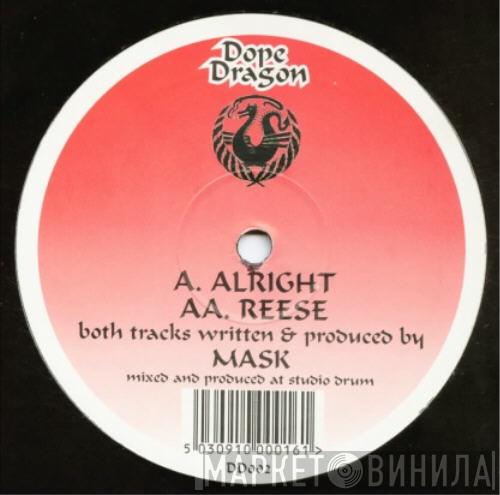 Dope
Dragon
A. ALRIGHT
AA. REESE
both tracks written & produced by
MASK
mixed and produced at studio drum
5 030910 000161 >
DD002
МАРКЕТ ВИНИЛА